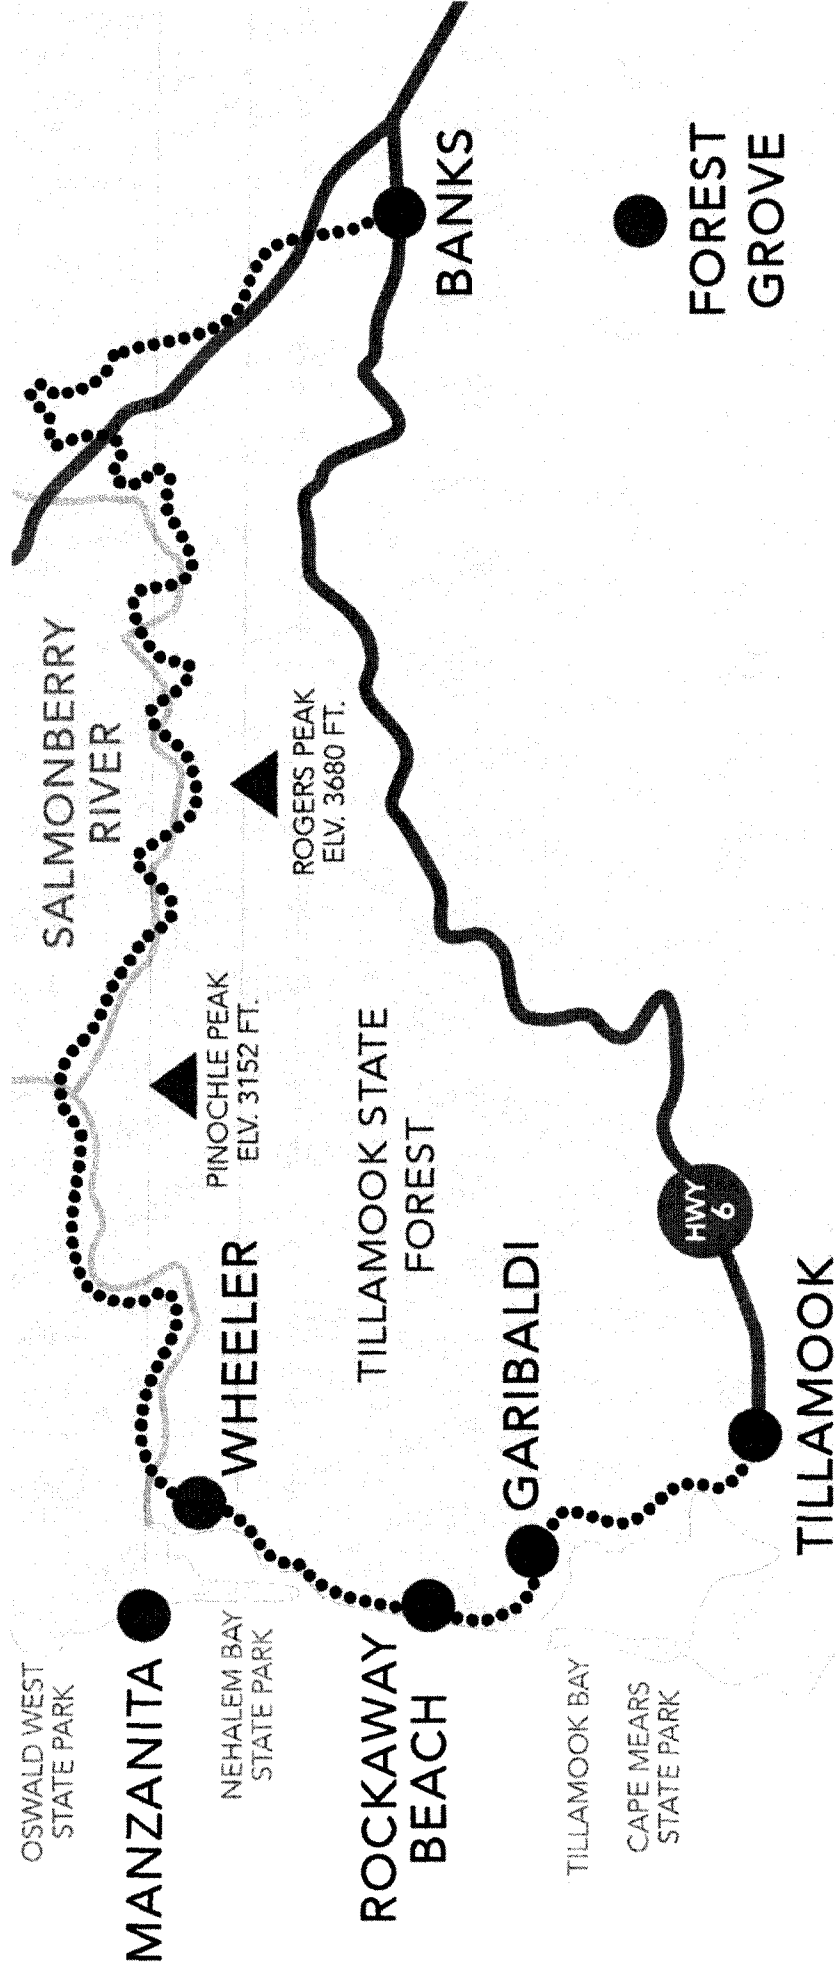 OSWALD WEST
STATE PARK
MANZANITA
NEHALEM BAY
STATE PARK
WHEELER
ROCKAWAY
BEACH
GARIBALDI
TILLAMOOK BAY
CAPE MEARS
STATE PARK
TILLAMOOK
HWY
6
TILLAMOOK STATE
FOREST
PINOCHLE PEAK
ELV. 3152 FT.
SALMONBERRY
RIVER
ROGERS PEAK
ELV. 3680 FT.
BANKS
FOREST
GROVE